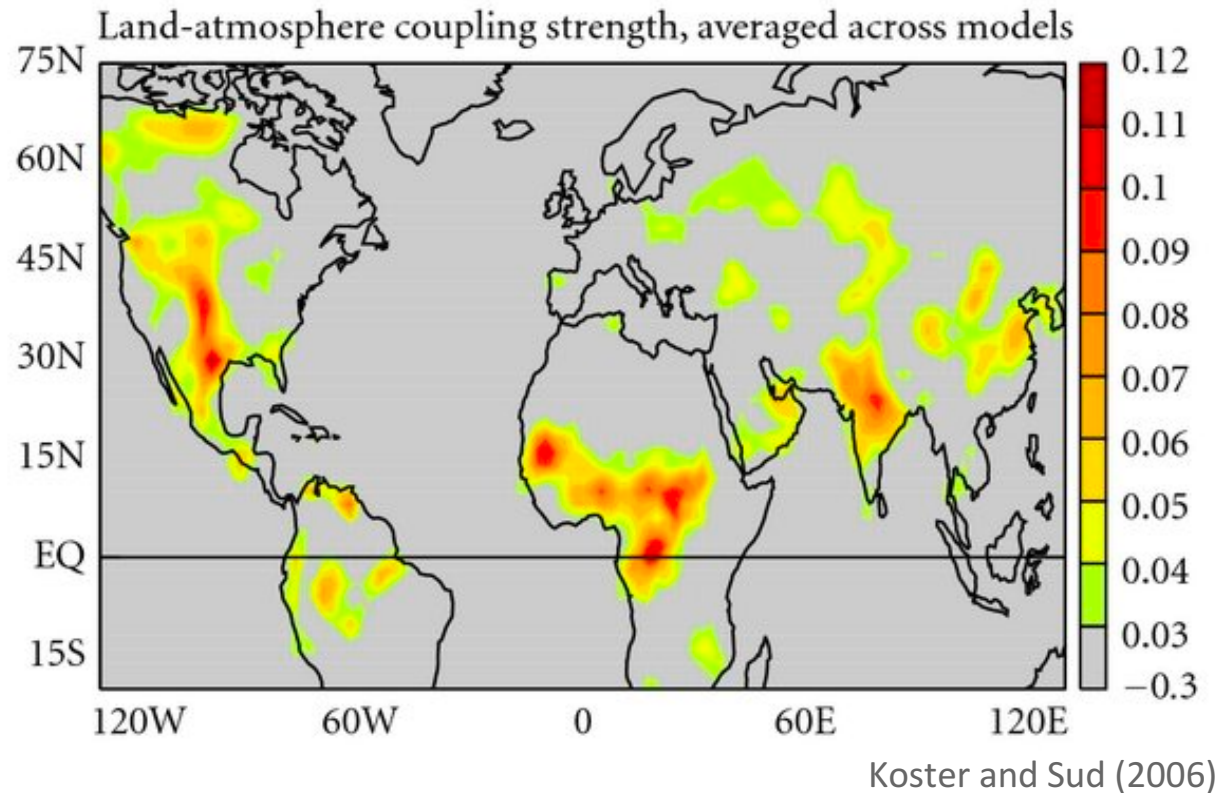 Land-atmosphere coupling strength, averaged across models
75N
60N
45N
30N
15N
EQ
15S
120W 60W 0 60E 120E
0.12
0.11
0.1
0.09
0.08
0.07
0.06
0.05
0.04
0.03
−0.3
Koster and Sud (2006)